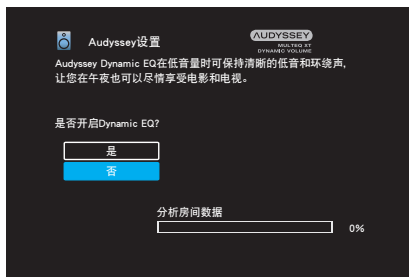 Audyssey设置
AUDYSSEY
MULTEQ XT
DYNAMIC VOLUME
Audyssey Dynamic EQ在低音量时可保持清晰的低音和环绕声,
让您在午夜也可以尽情享受电影和电视。
是否开启Dynamic EQ?
是
否
分析房间数据
0%